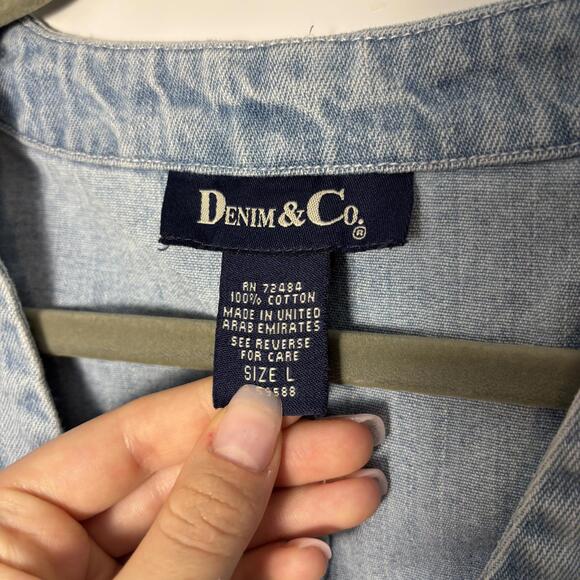 DENIM & CO.®
RN 72484
100% COTTON
MADE IN UNITED
ARAB EMIRATES
SEE REVERSE
FOR CARE
SIZE L